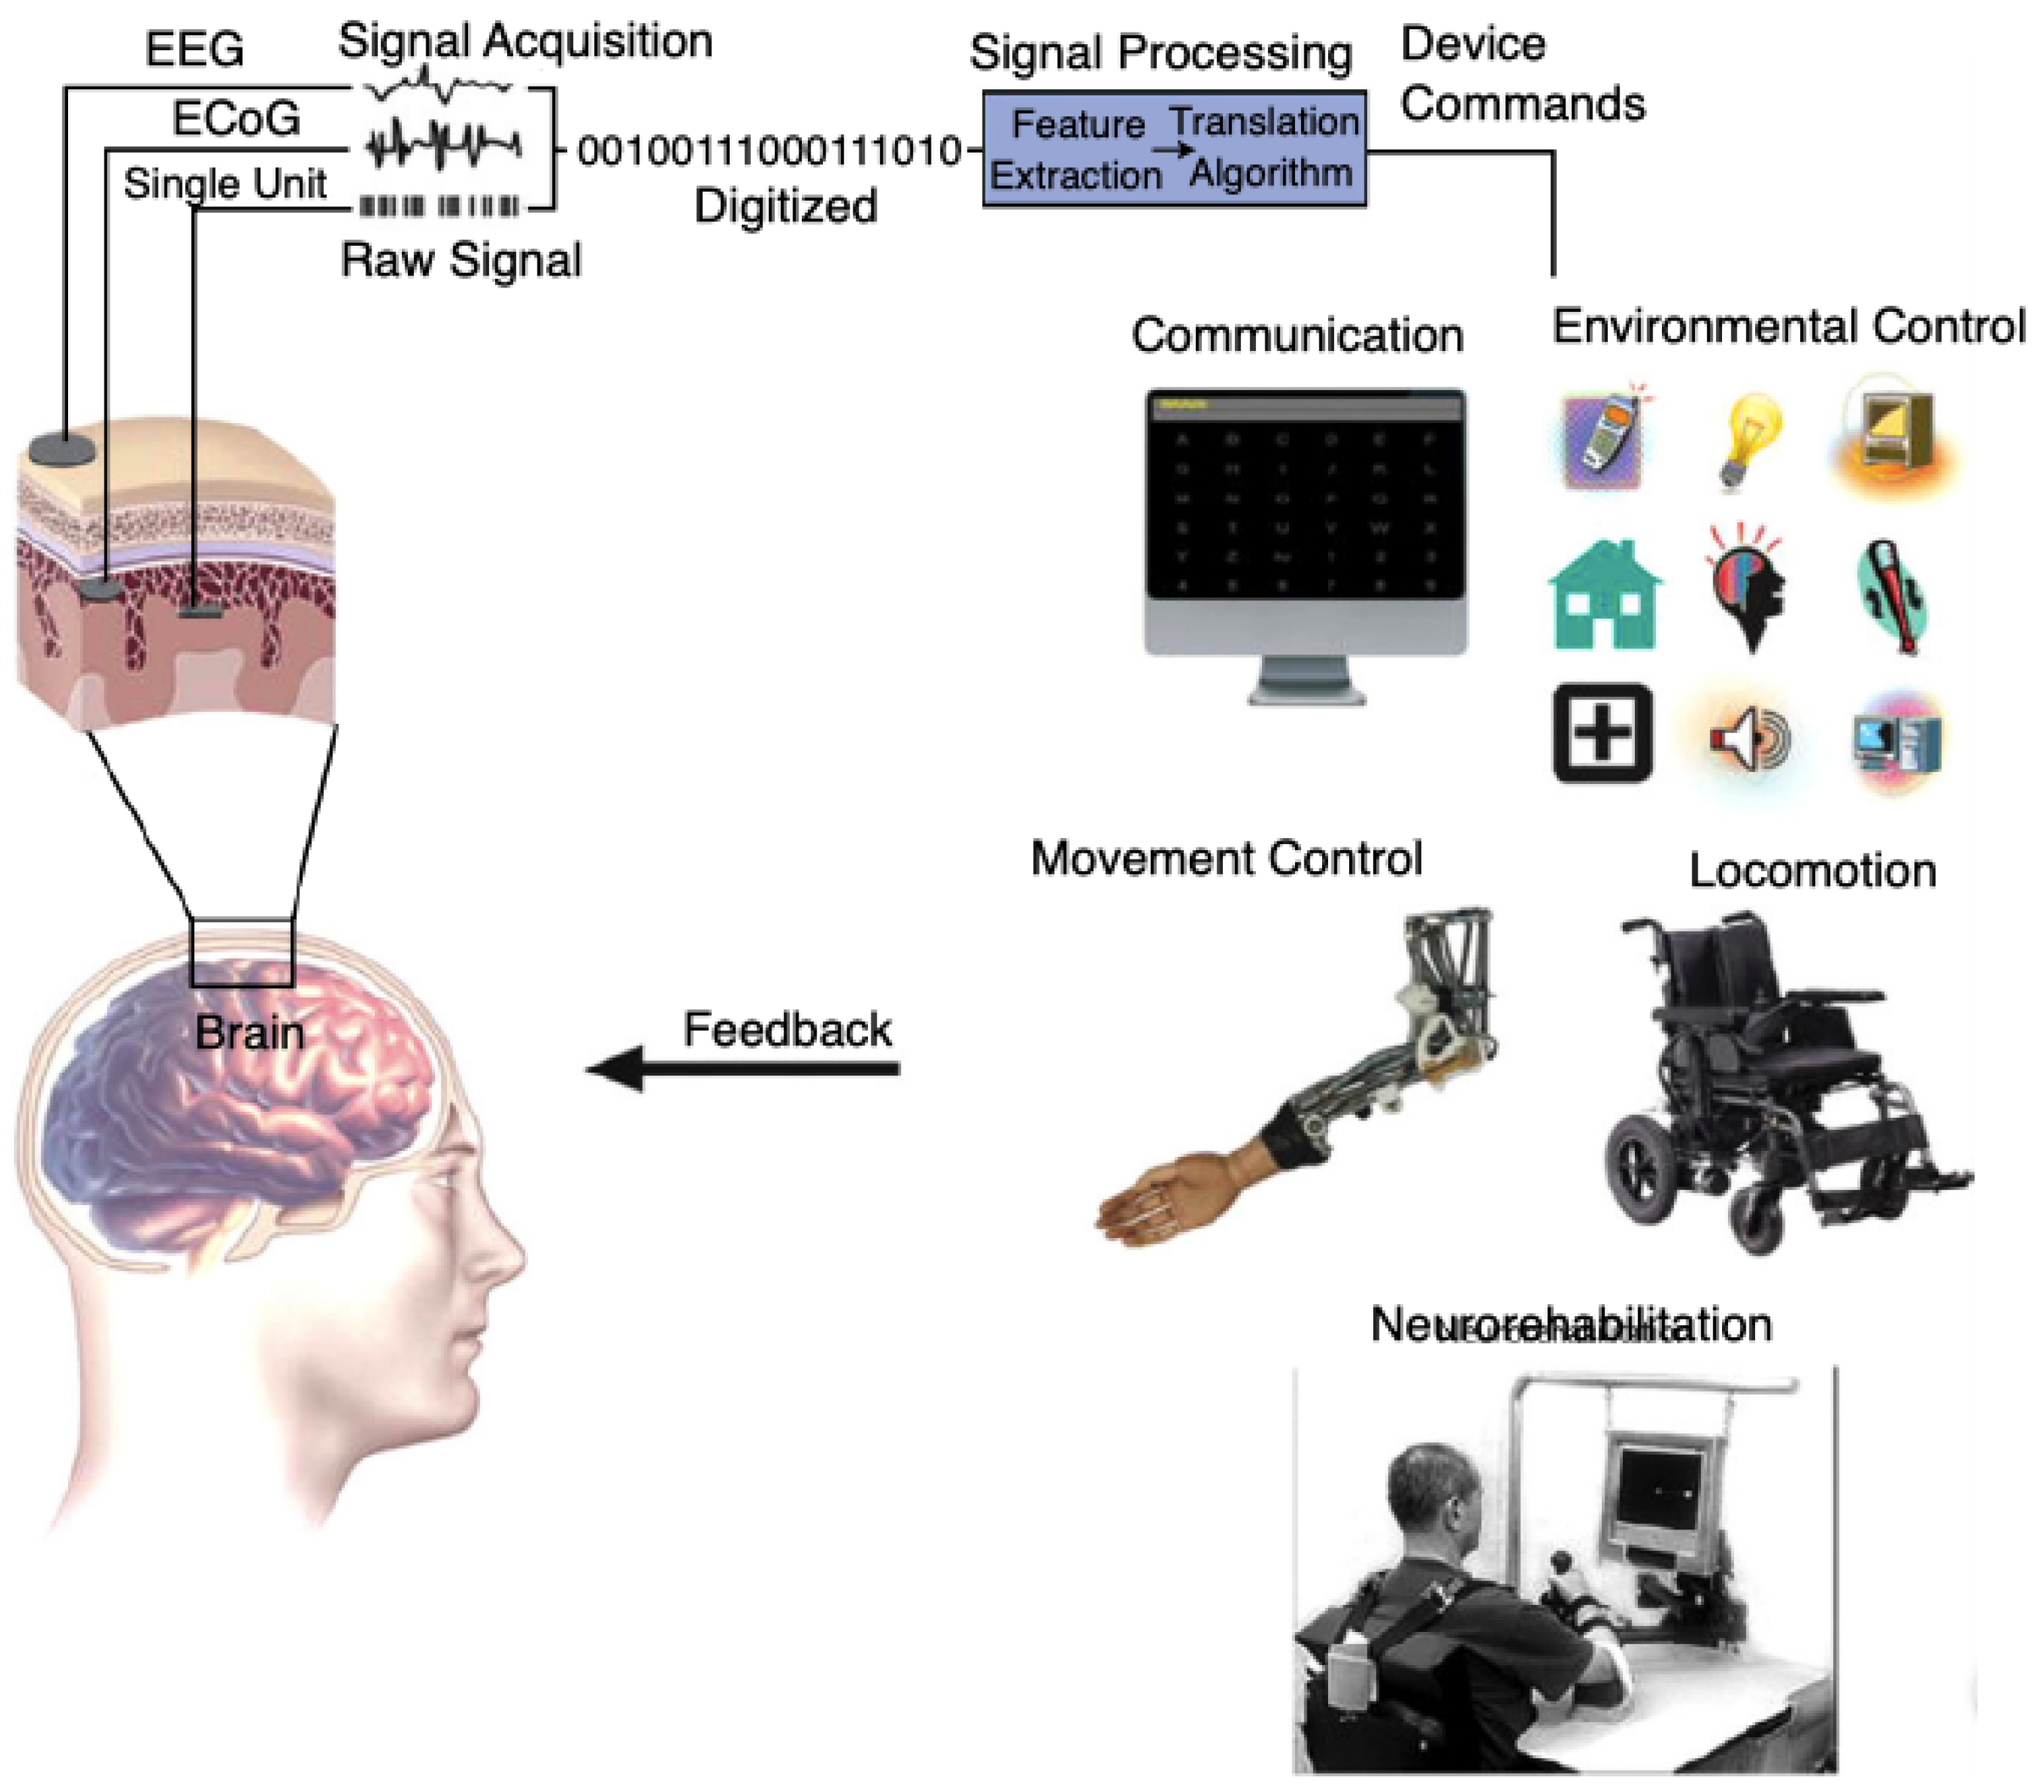 EEG
Signal Acquisition
ECoG
Single Unit
Raw Signal
00100111000111010
Digitized
Signal Processing
Feature
Extraction
Translation
Algorithm
Device
Commands
Communication
A B C D E F
G H I J K L
M N O P Q R
S T U V W X
Environmental Control
Movement Control
Locomotion
Brain
Feedback
Neurorehabilitation